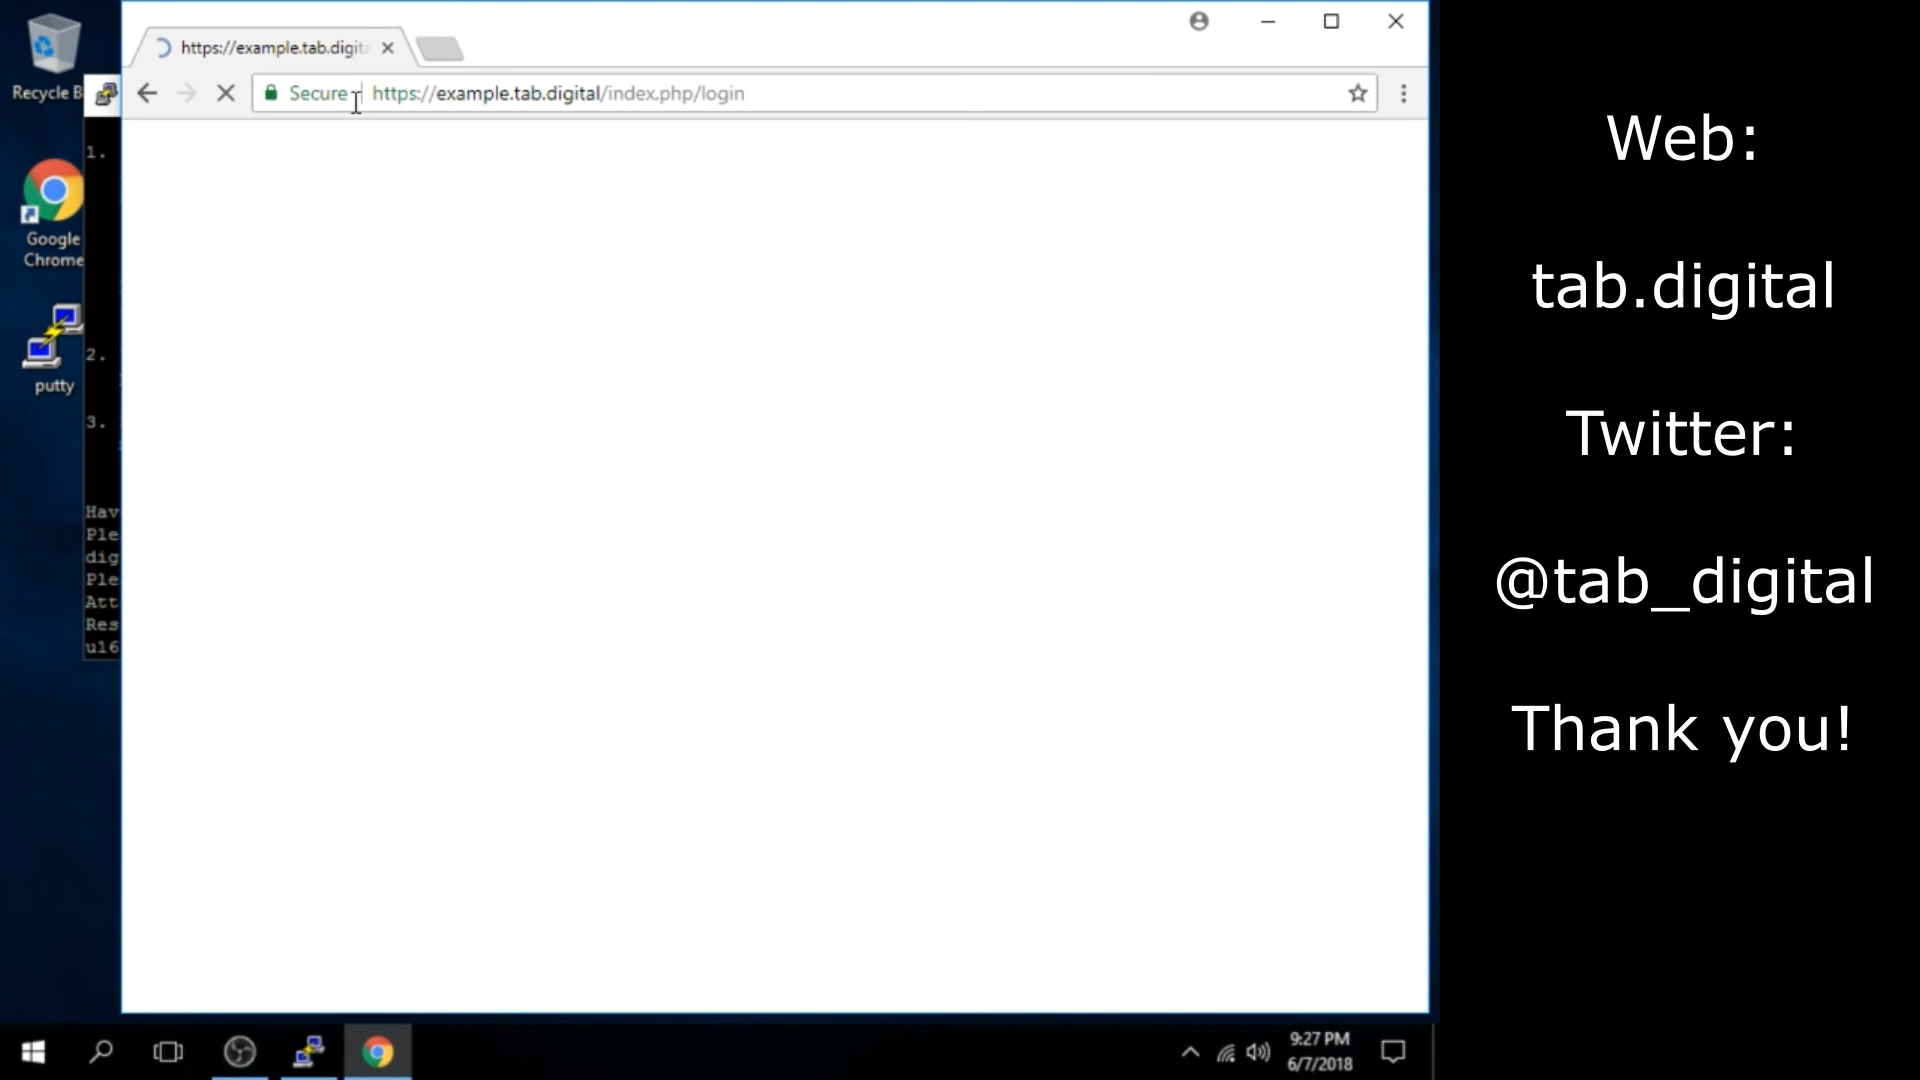 https://example.tab.digit
Secure
https://example.tab.digital/index.php/login
Recycle B
1.
Google
Chrome
2.
putty
3.
Hav
Ple
dig
Ple
Att
Res
u16
Web:
tab.digital
Twitter:
@tab_digital
Thank you!
9:27 PM
6/7/2018